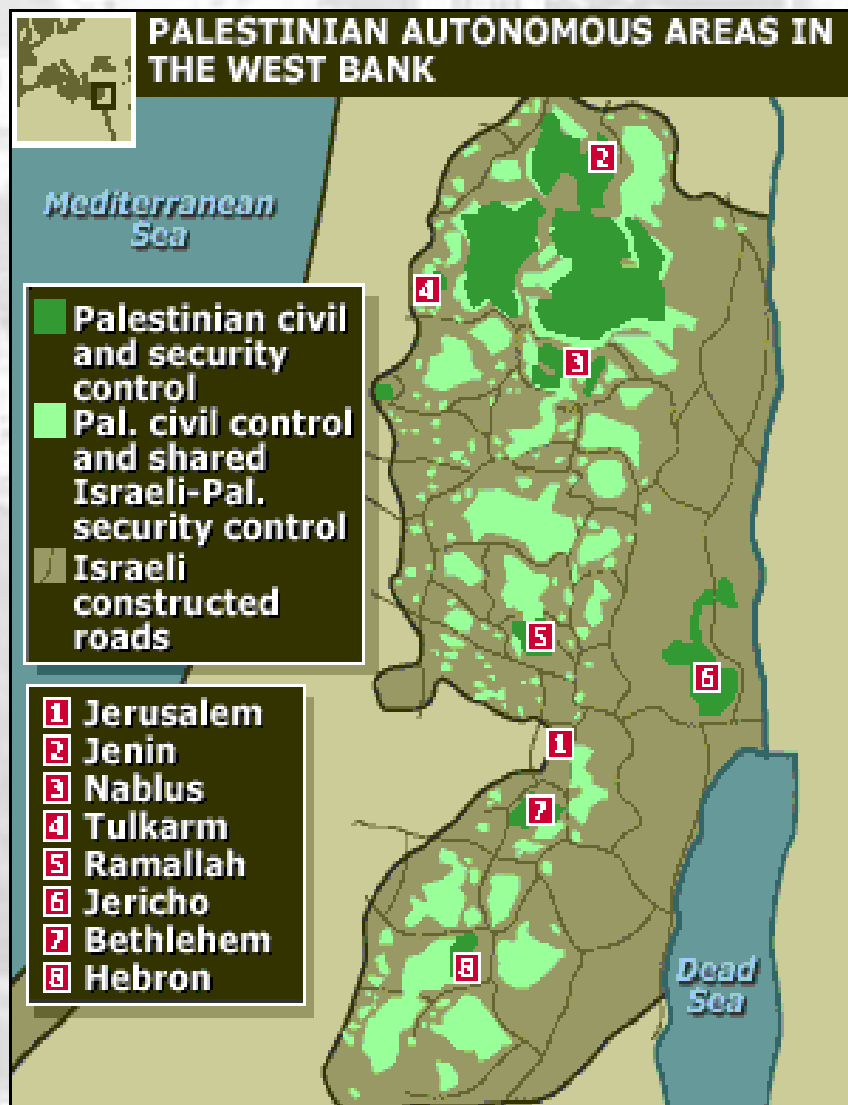 PALESTINIAN AUTONOMOUS AREAS IN
THE WEST BANK
Mediterranean
Sea
Palestinian civil
and security
control
Pal. civil control
and shared
Israeli-Pal.
security control
Israeli
constructed
roads
1 Jerusalem
2 Jenin
3 Nablus
4 Tulkarm
5 Ramallah
6 Jericho
7 Bethlehem
8 Hebron
2
4
3
5
6
1
7
8
Dead
Sea